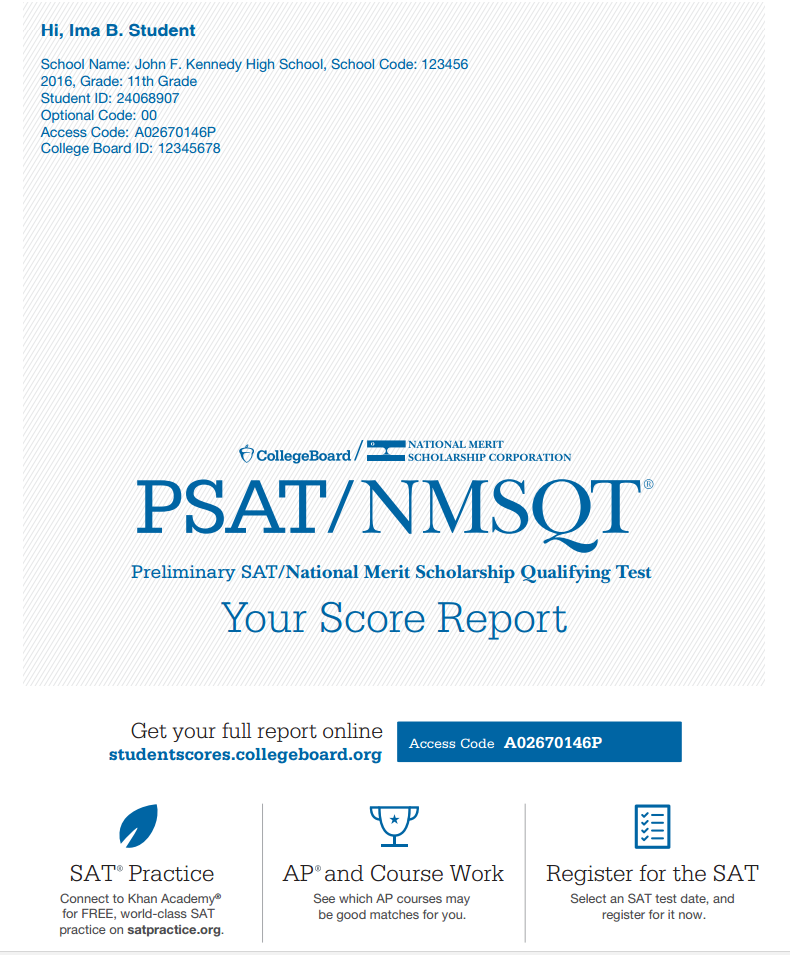 Hi, Ima B. Student
School Name: John F. Kennedy High School, School Code: 123456
2016, Grade: 11th Grade
Student ID: 24068907
Optional Code: 00
Access Code: A02670146P
College Board ID: 12345678
CollegeBoard / NATIONAL MERIT
SCHOLARSHIP CORPORATION
PSAT/NMSQT®
Preliminary SAT/National Merit Scholarship Qualifying Test
Your Score Report
Get your full report online
studentscores.collegeboard.org
Access Code A02670146P
SAT® Practice
Connect to Khan Academy®
for FREE, world-class SAT
practice on satpractice.org.
AP® and Course Work
See which AP courses may
be good matches for you.
Register for the SAT
Select an SAT test date, and
register for it now.